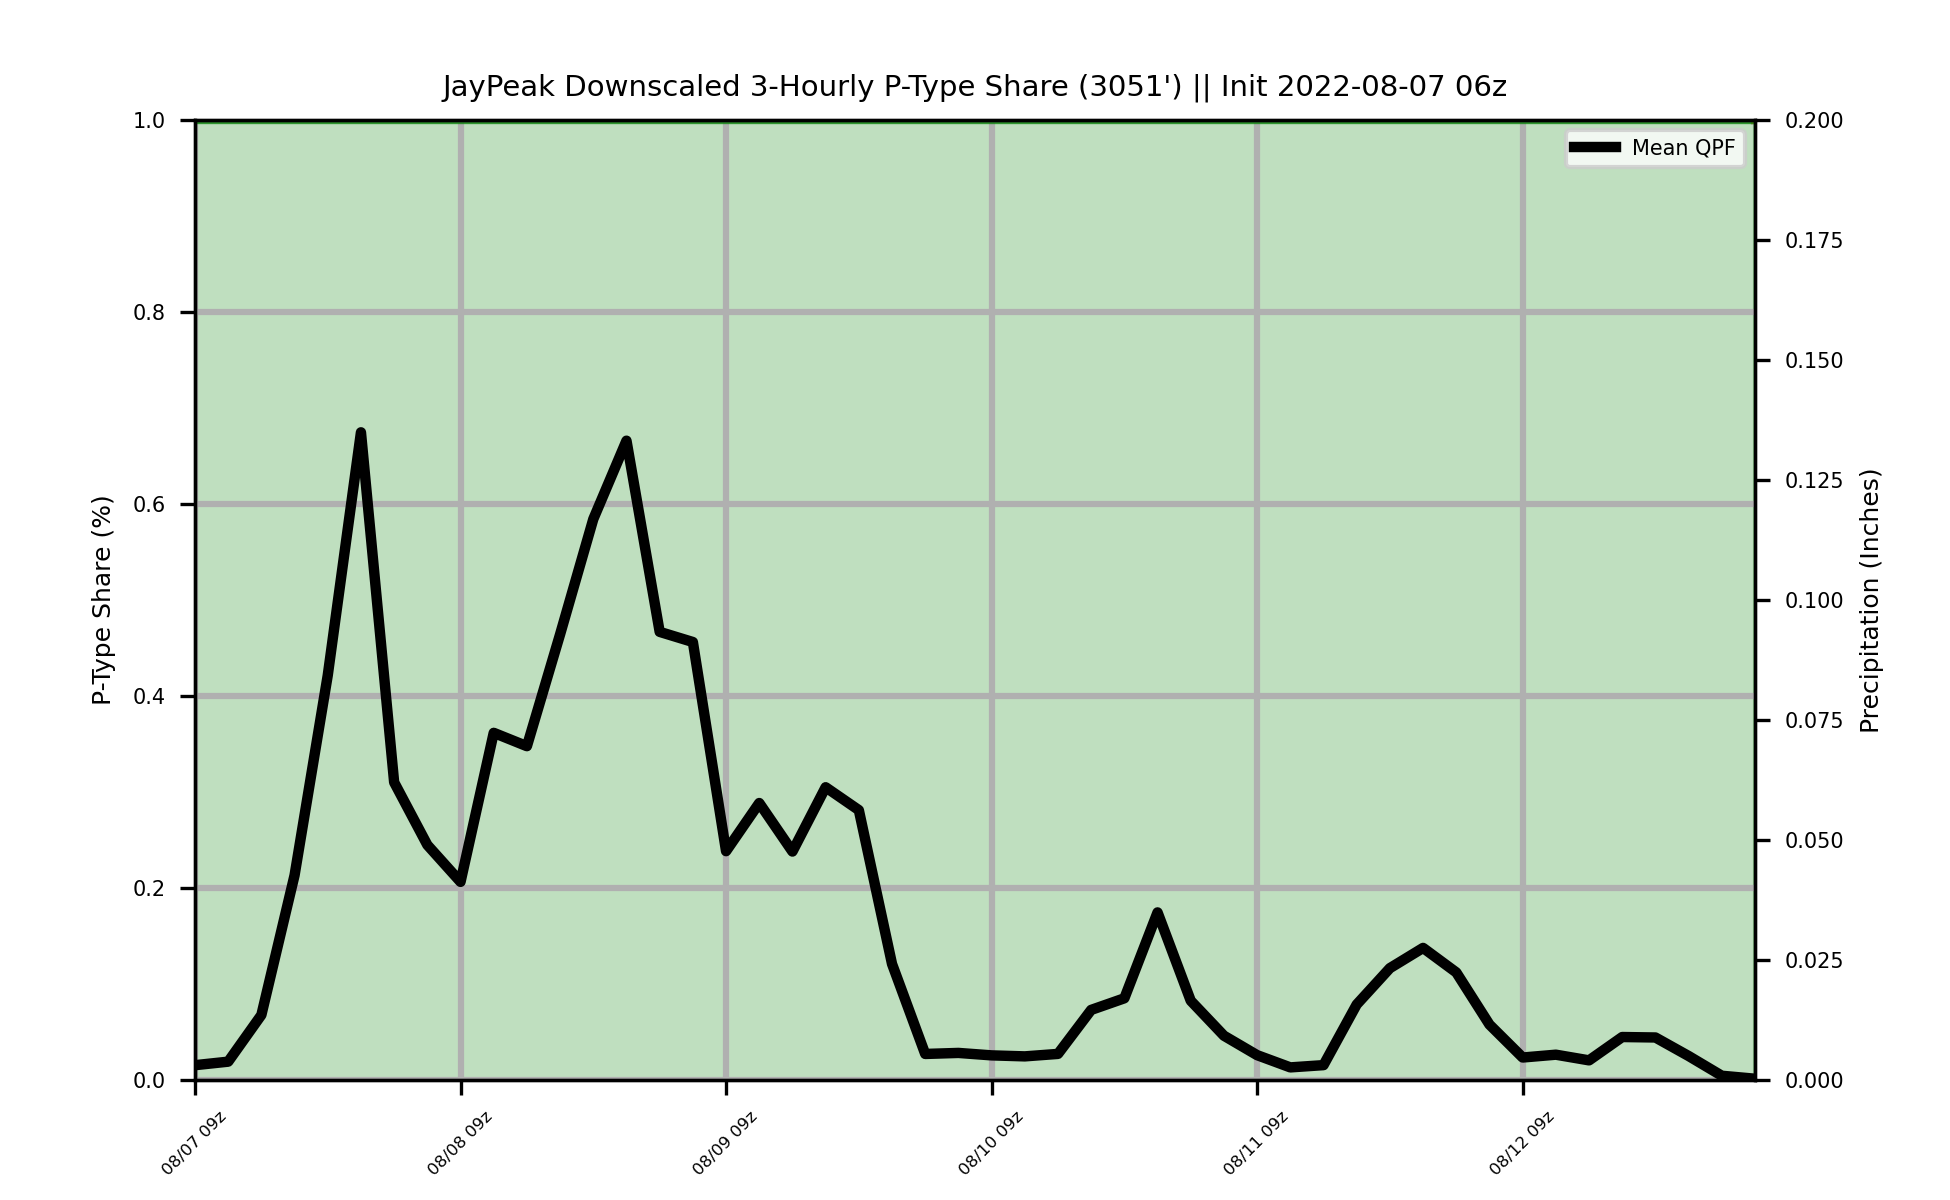 JayPeak Downscaled 3-Hourly P-Type Share (3051') || Init 2022-08-07 06z
Mean QPF
P-Type Share (%)
1.0
0.8
0.6
0.4
0.2
0.0
0.200
0.175
0.150
0.125
0.100
0.075
0.050
0.025
0.000
Precipitation (Inches)
08/07 09z
08/08 09z
08/09 09z
08/10 09z
08/11 09z
08/12 09z